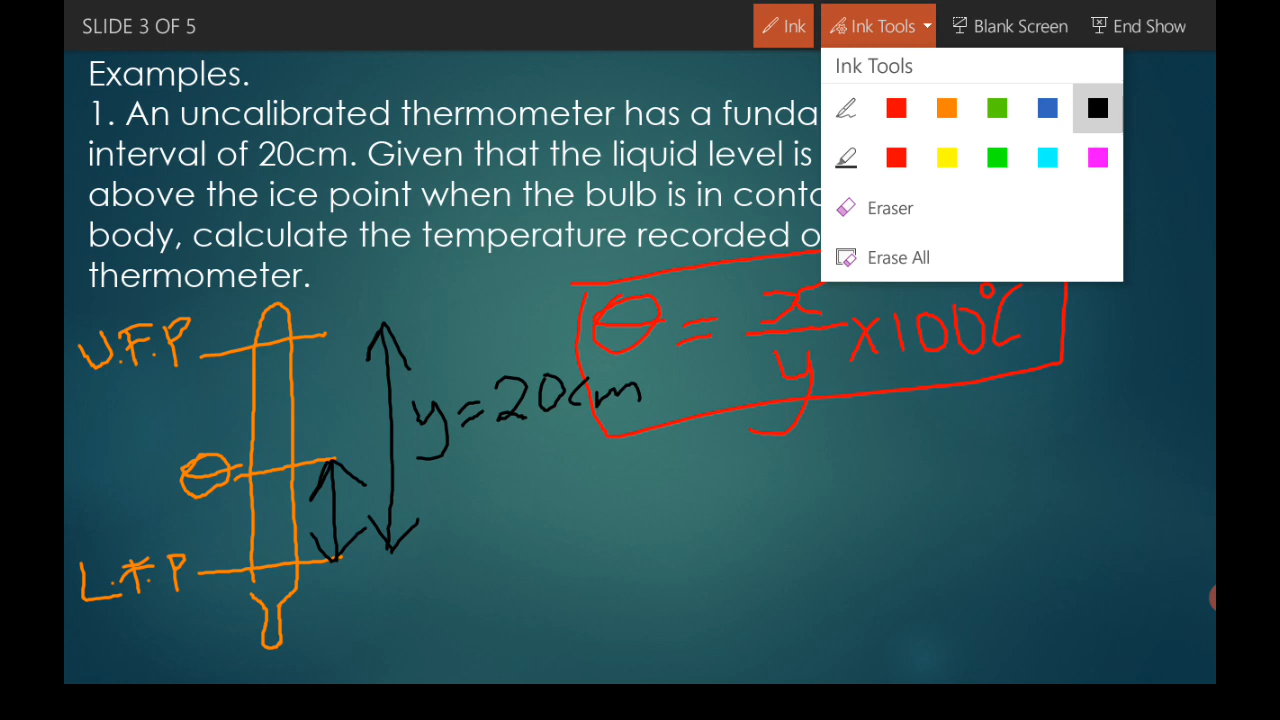 SLIDE 3 OF 5
Ink
Ink Tools
Blank Screen
End Show
Ink Tools
Eraser
Erase All
Examples.
1. An uncalibrated thermometer has a funda
interval of 20cm. Given that the liquid level is
above the ice point when the bulb is in conta
body, calculate the temperature recorded o
thermometer.
θ = x/y ×100°C
U.F.P
y=20cm
θ
L.F.P